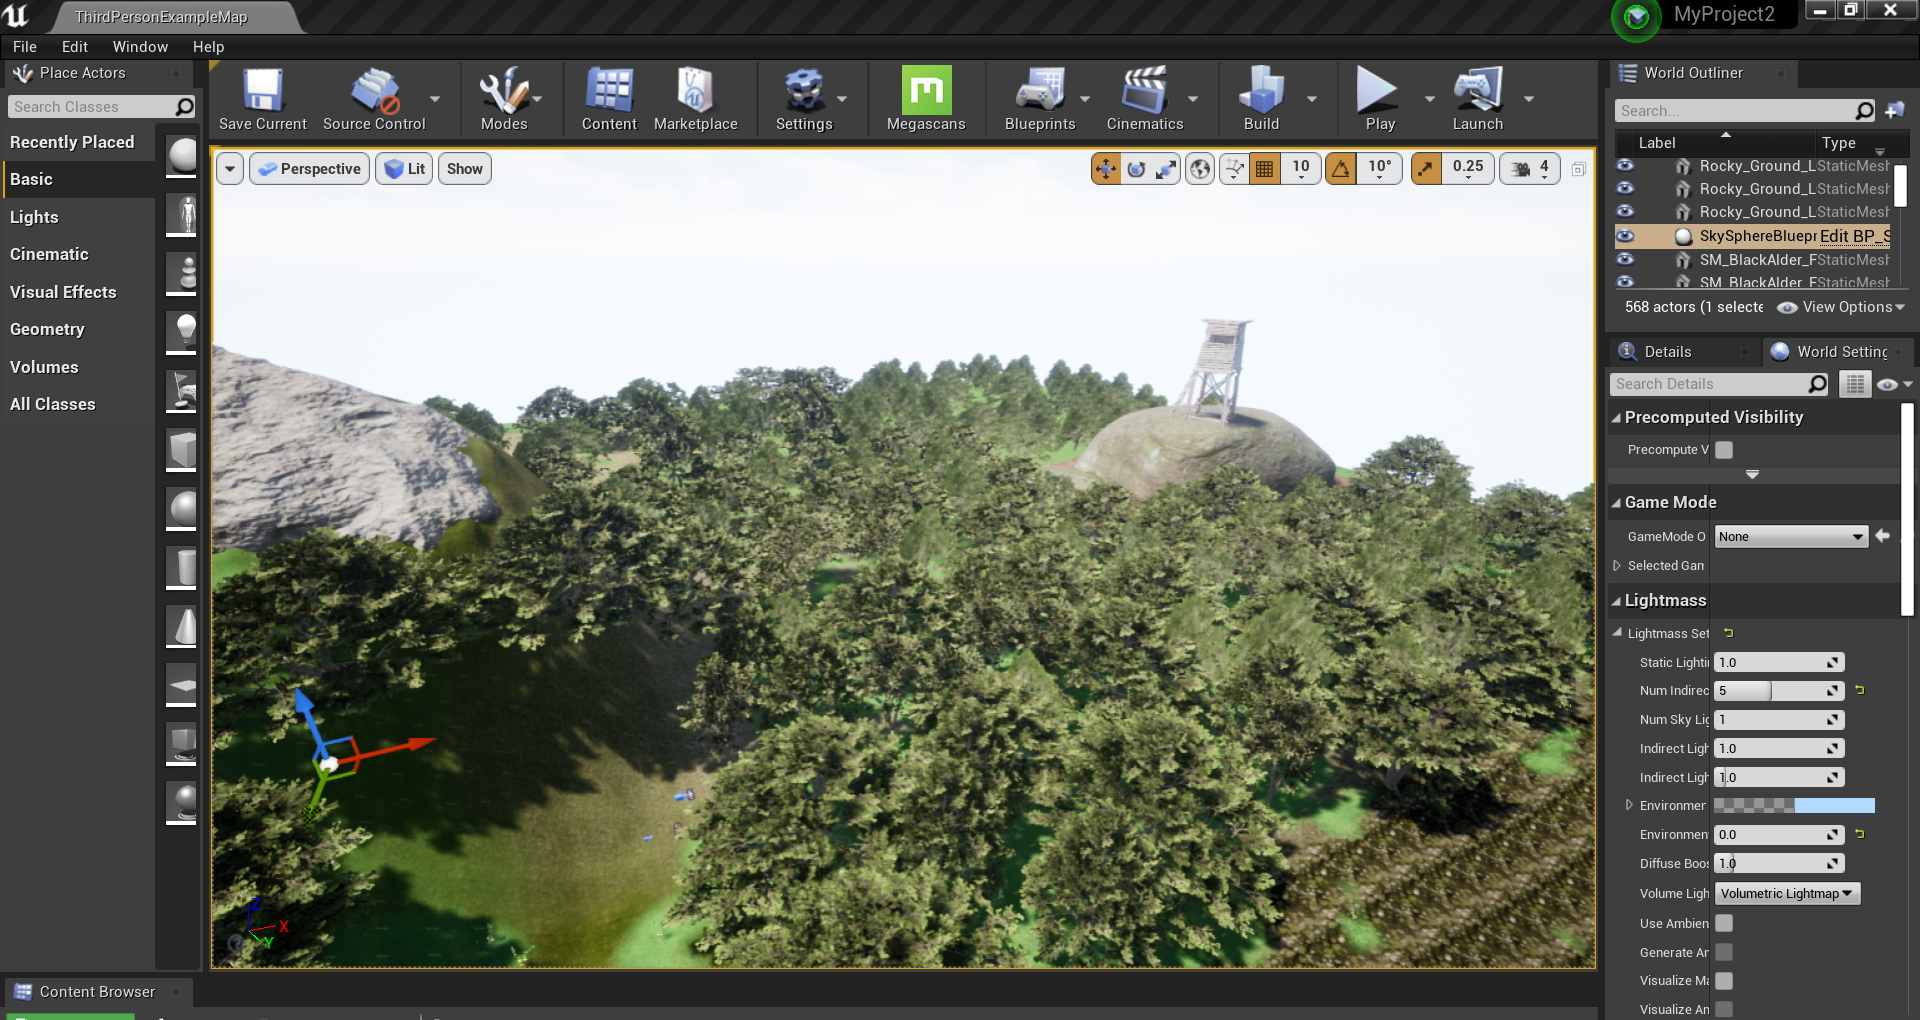 ThirdPersonExampleMap
MyProject2
File Edit Window Help
Place Actors
Search Classes
Recently Placed
Basic
Lights
Cinematic
Visual Effects
Geometry
Volumes
All Classes
Save Current
Source Control
Modes
Content
Marketplace
Settings
Megascans
Blueprints
Cinematics
Build
Play
Launch
Perspective
Lit
Show
10
10°
0.25
4
X
Y
Z
World Outliner
Search...
Label Type
Rocky_Ground_L StaticMesh
Rocky_Ground_L StaticMesh
Rocky_Ground_L StaticMesh
SkySphereBluepr Edit BP_S
SM_BlackAlder_F StaticMesh
SM_BlackAlder_F StaticMesh
568 actors (1 selecte View Options
Details
World Setting
Search Details
Precomputed Visibility
Precompute V
Game Mode
GameMode O None
Selected Gam
Lightmass
Lightmass Set
Static Lighti 1.0
Num Indirec 5
Num Sky Lig 1
Indirect Ligh 1.0
Indirect Ligh 1.0
Environmer
Environmen 0.0
Diffuse Boos 1.0
Volume Ligh Volumetric Lightmap
Use Ambien
Generate Am
Visualize Ma
Visualize Am
Content Browser